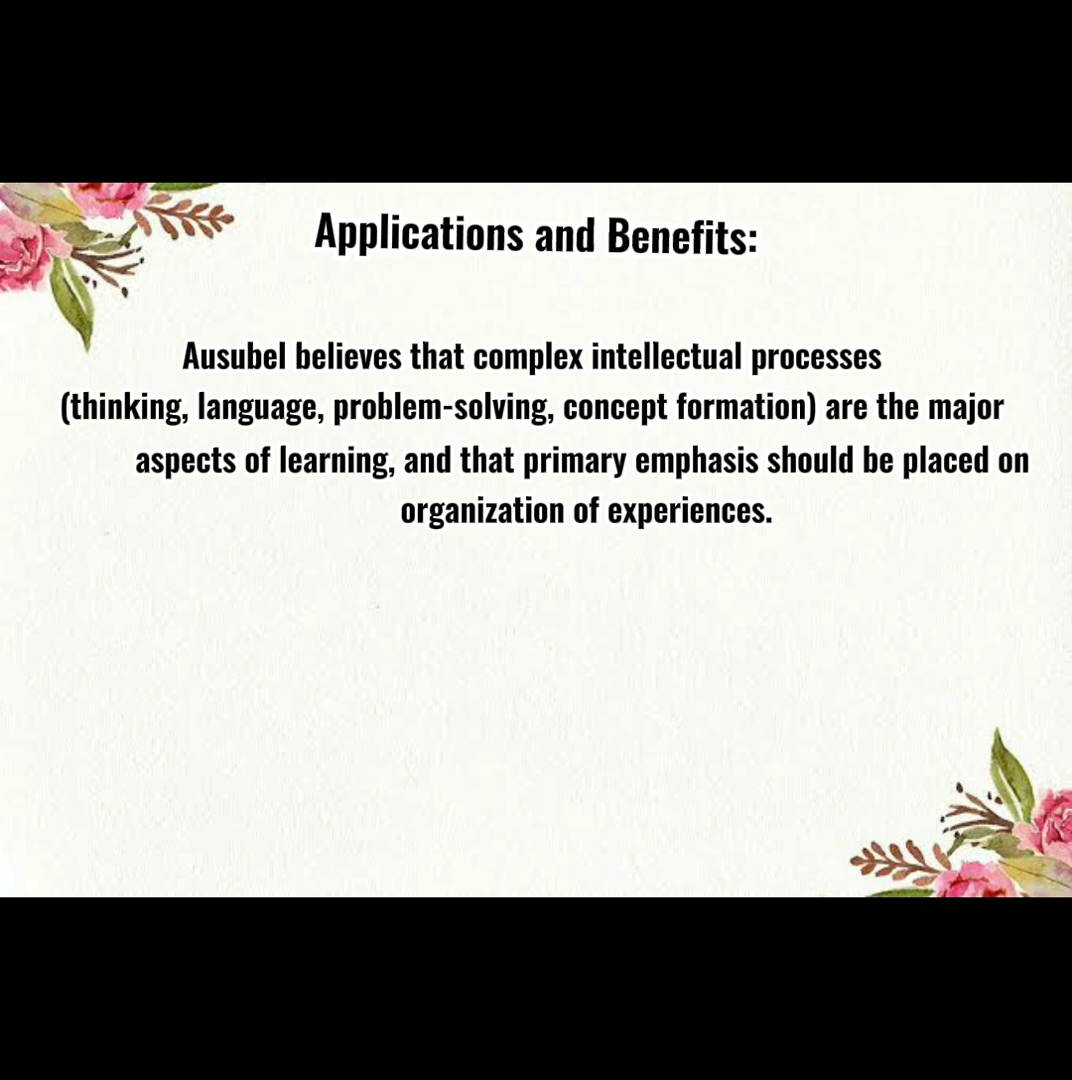 Applications and Benefits:
Ausubel believes that complex intellectual processes
(thinking, language, problem-solving, concept formation) are the major
aspects of learning, and that primary emphasis should be placed on
organization of experiences.